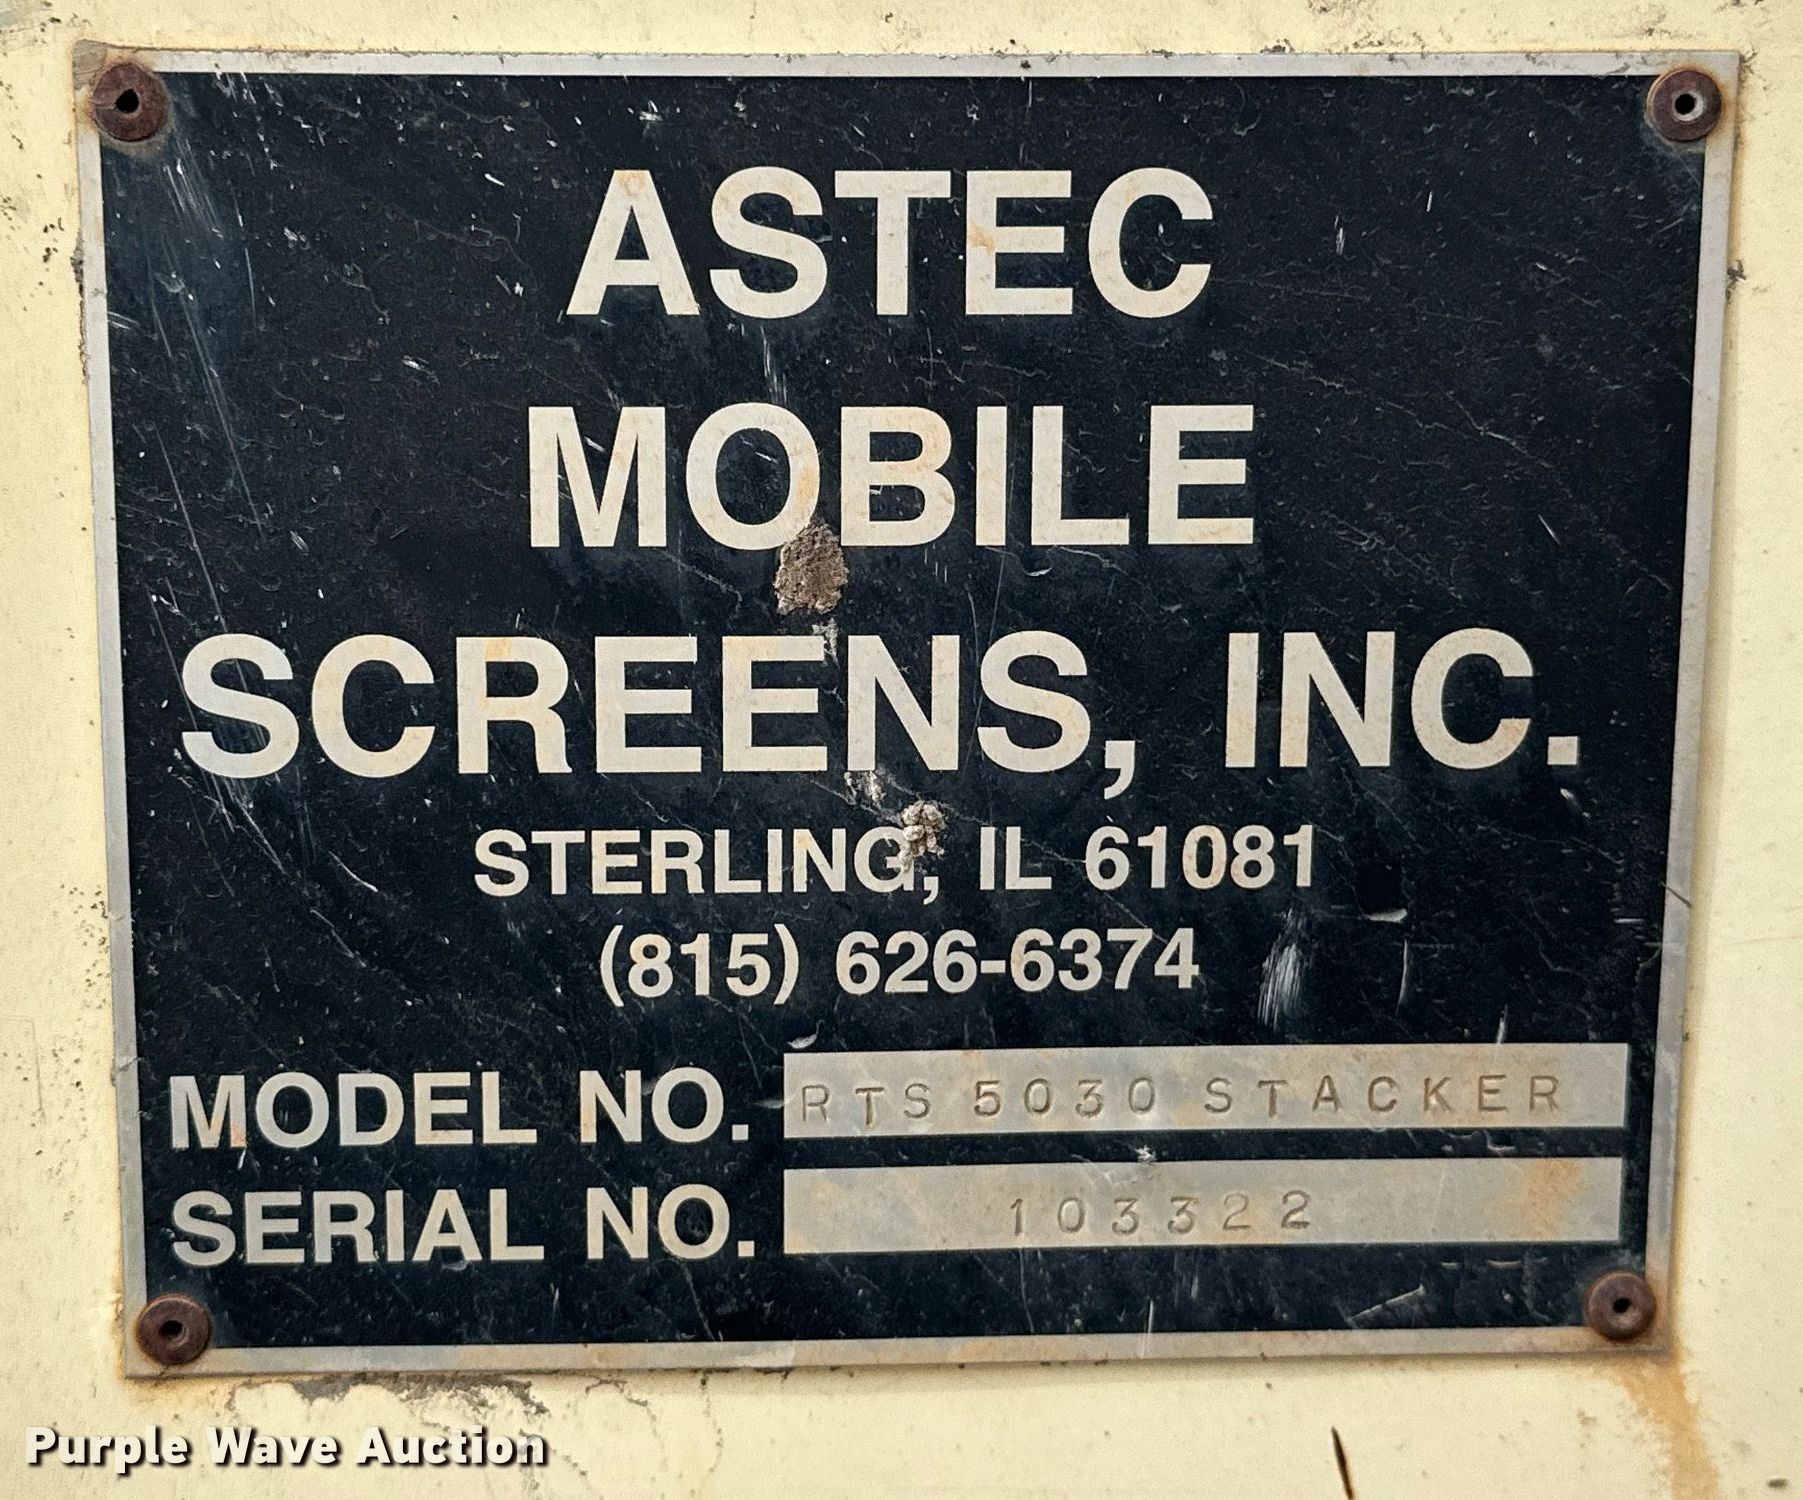 ASTEC
MOBILE
SCREENS, INC.
STERLING, IL 61081
(815) 626-6374
MODEL NO. RTS 5030 STACKER
SERIAL NO. 103322
Purple Wave Auction